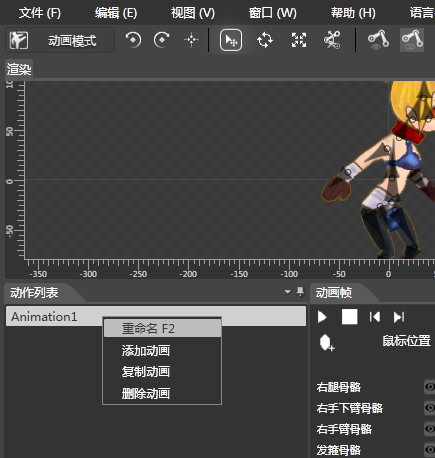 文件 (F) 编辑 (E) 视图 (V) 窗口 (W) 帮助 (H) 语言
动画模式
渲染
50
0
-50
-350 -300 -250 -200 -150 -100 -50 0
动作列表
Animation1
重命名 F2
添加动画
复制动画
删除动画
动画帧
鼠标位置
右腿骨骼
右手下臂骨骼
右手臂骨骼
发箍骨骼